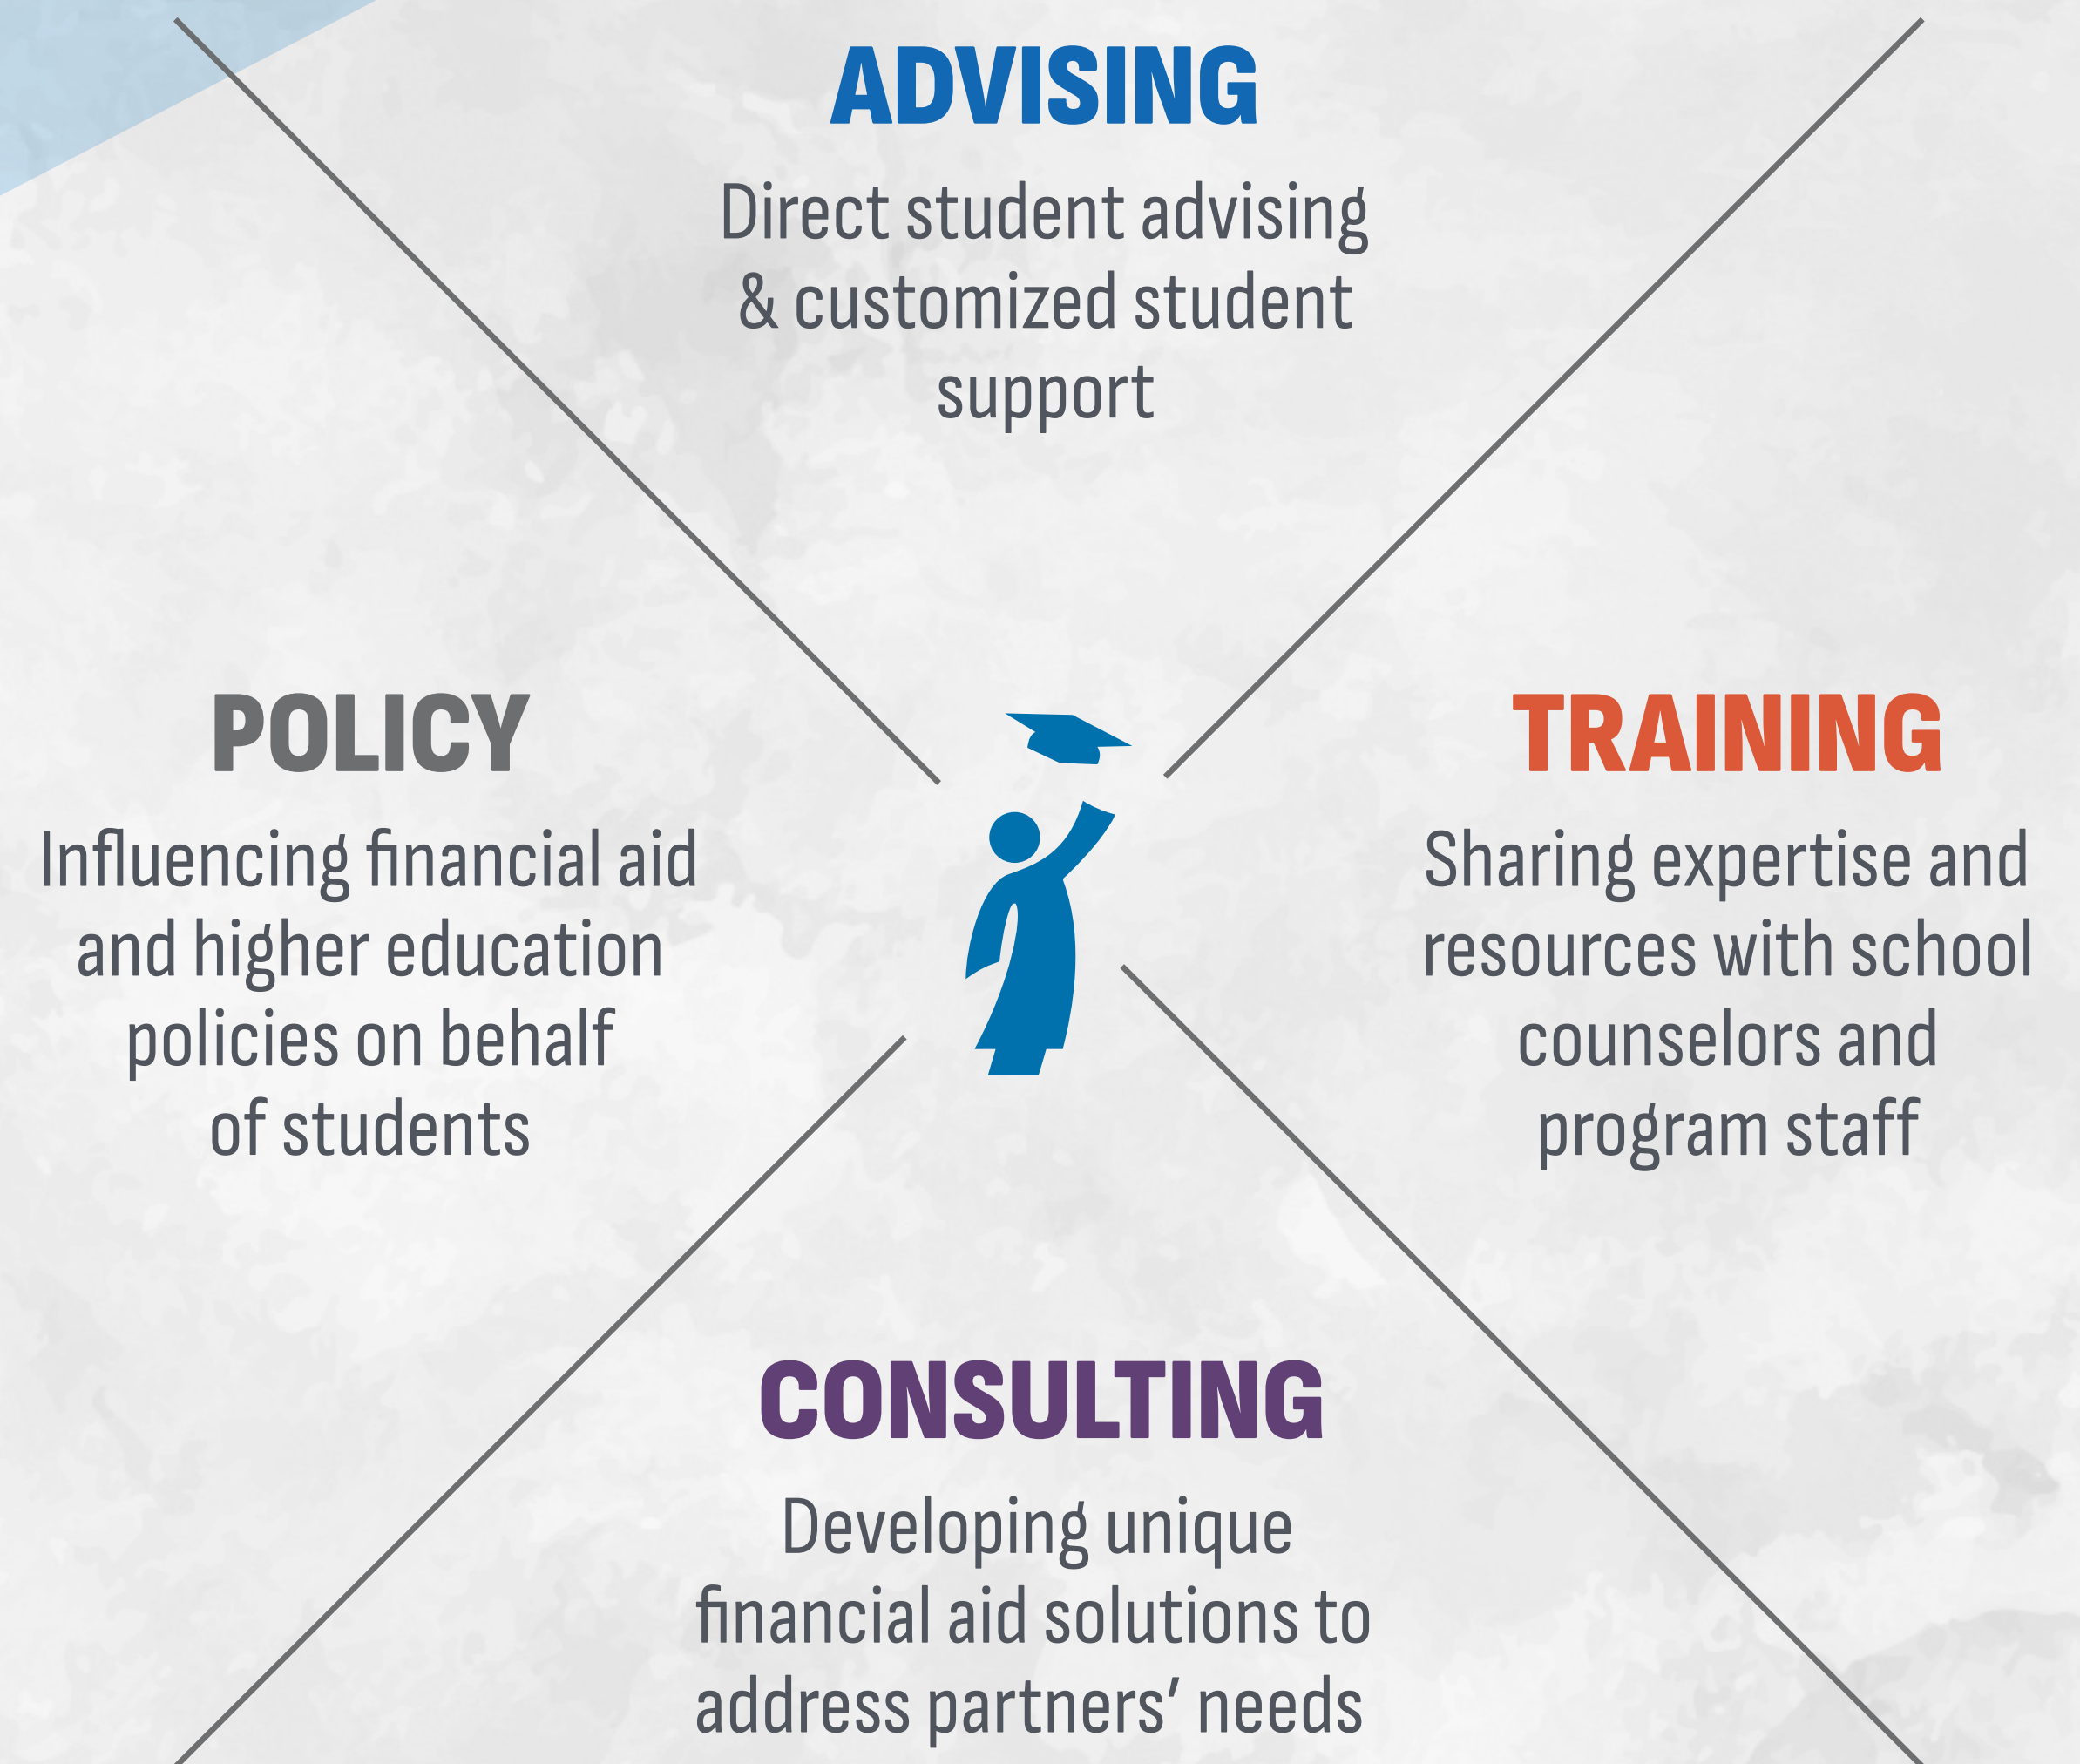 ADVISING
Direct student advising
& customized student
support
POLICY
Influencing financial aid
and higher education
policies on behalf
of students
TRAINING
Sharing expertise and
resources with school
counselors and
program staff
CONSULTING
Developing unique
financial aid solutions to
address partners’ needs